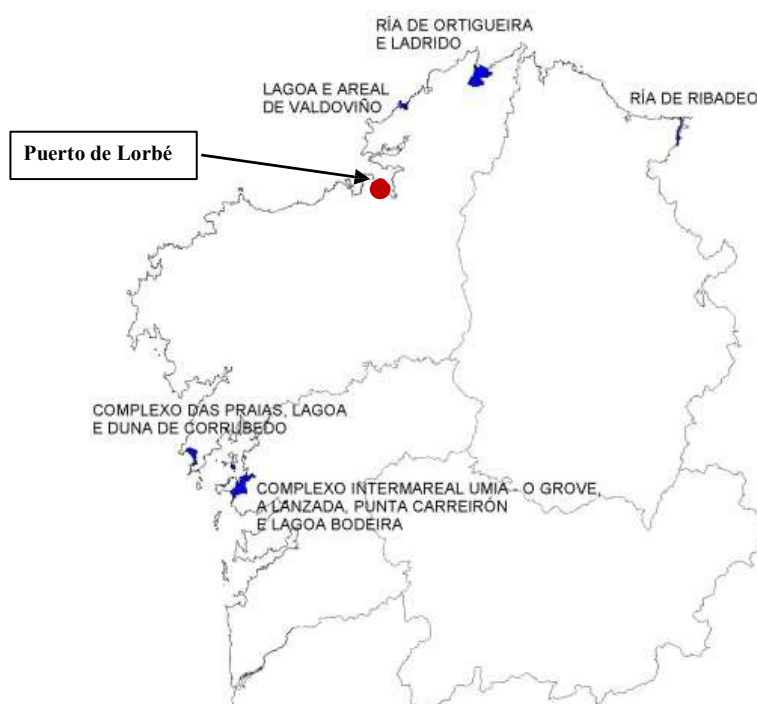 RÍA DE ORTIGUEIRA
E LADRIDO
LAGOA E AREAL
DE VALDOVIÑO
RÍA DE RIBADEO
Puerto de Lorbé
COMPLEXO DAS PRAIAS, LAGOA
E DUNA DE CORRUBEDO
COMPLEXO INTERMAREAL UMIA - O GROVE,
A LANZADA, PUNTA CARREIRÓN
E LAGOA BODEIRA